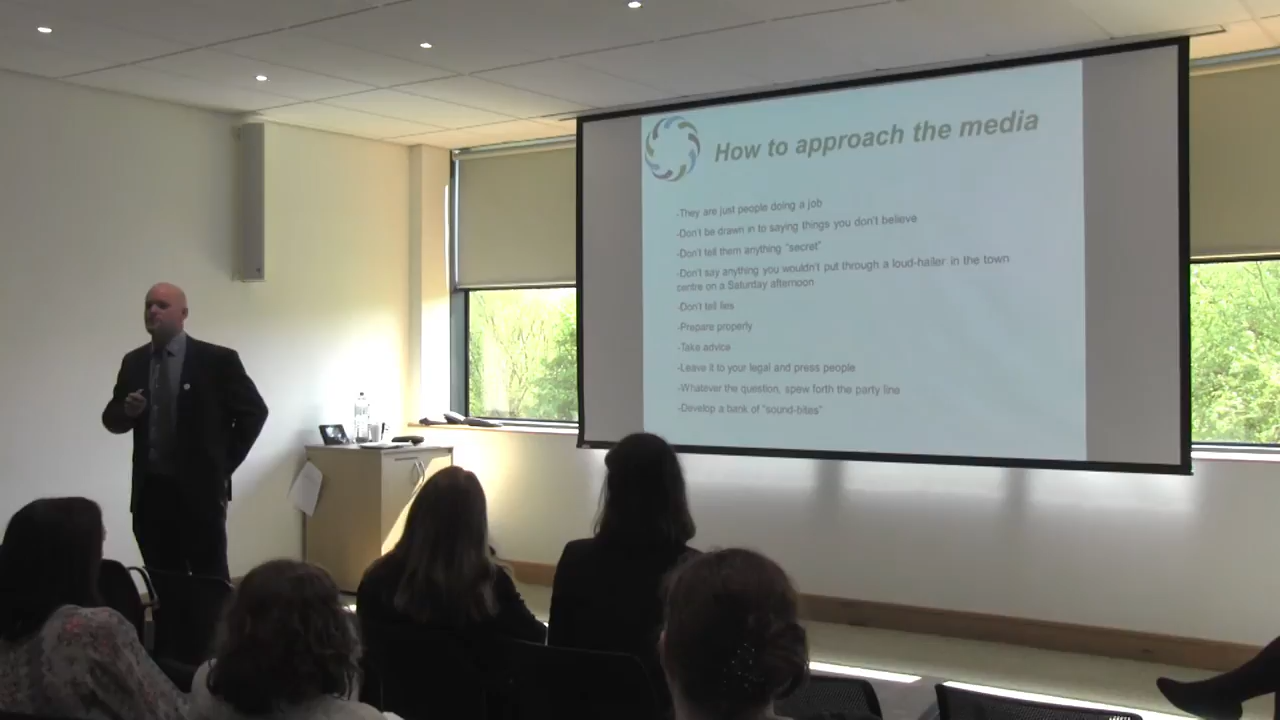 How to approach the media
-They are just people doing a job
-Don't be drawn in to saying things you don't believe
-Don't tell them anything "secret"
-Don't say anything you wouldn't put through a loud-hailer in the town
centre on a Saturday afternoon
-Don't tell lies
-Prepare properly
-Take advice
-Leave it to your legal and press people
-Whatever the question, spew forth the party line
-Develop a bank of "sound-bites"